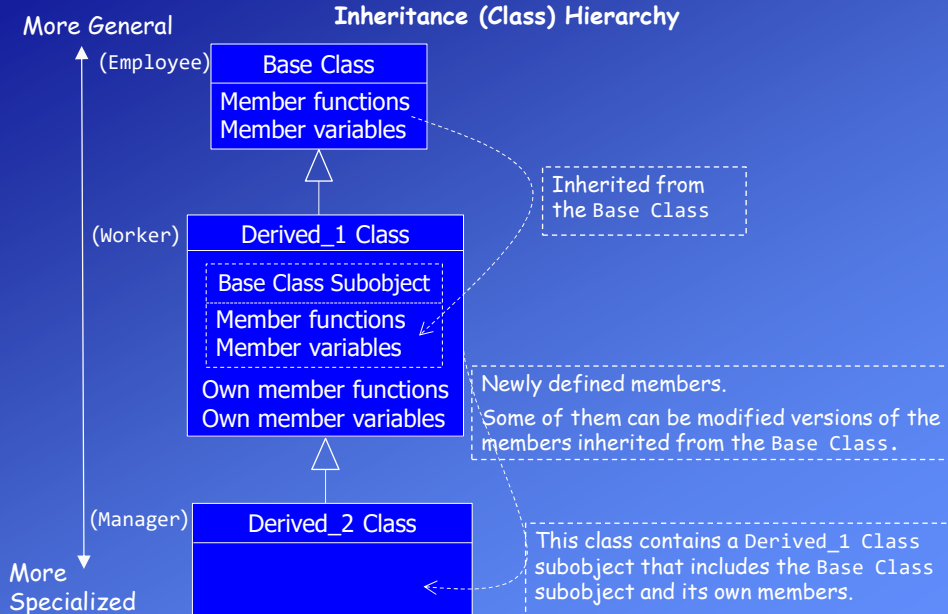 Inheritance (Class) Hierarchy
More General
(Employee)
Base Class
Member functions
Member variables
Inherited from
the Base Class
(Worker)
Derived_1 Class
Base Class Subobject
Member functions
Member variables
Own member functions
Own member variables
Newly defined members.
Some of them can be modified versions of the
members inherited from the Base Class.
(Manager)
Derived_2 Class
This class contains a Derived_1 Class
subobject that includes the Base Class
subobject and its own members.
More
Specialized